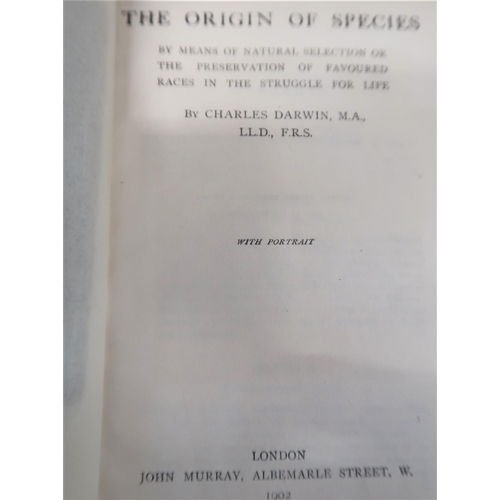 THE ORIGIN OF SPECIES
BY MEANS OF NATURAL SELECTION OR
THE PRESERVATION OF FAVOURED
RACES IN THE STRUGGLE FOR LIFE
BY CHARLES DARWIN, M.A.,
LL.D., F.R.S.
WITH PORTRAIT
LONDON
JOHN MURRAY, ALBEMARLE STREET, W.
1902